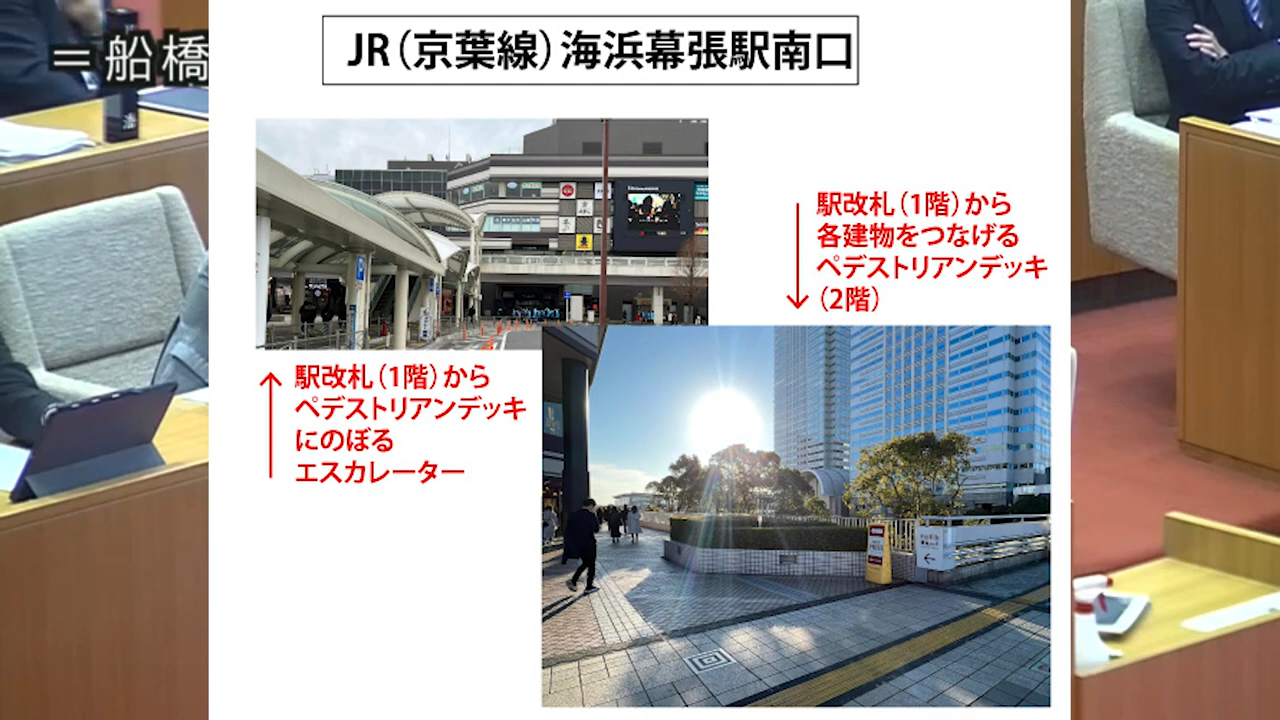 ＝船橋
JR（京葉線）海浜幕張駅南口
駅改札（1階）から
各建物をつなげる
ペデストリアンデッキ
（2階）
駅改札（1階）から
ペデストリアンデッキ
にのぼる
エスカレーター